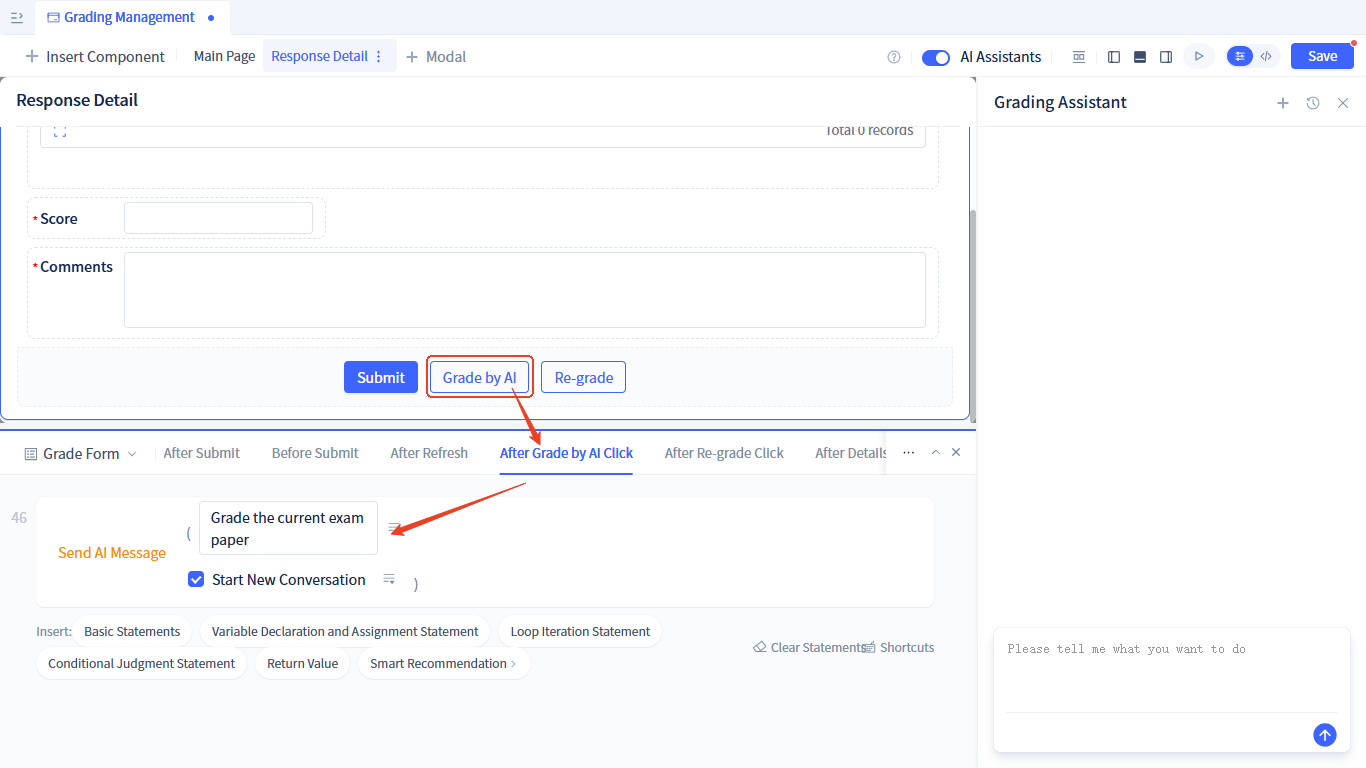 Grading Management
Insert Component
Main Page
Response Detail
Modal
AI Assistants
Save
Response Detail
Total 0 records
* Score
* Comments
Submit
Grade by AI
Re-grade
Grade Form
After Submit
Before Submit
After Refresh
After Grade by AI Click
After Re-grade Click
After Details
46
Send AI Message
(
Grade the current exam
paper
Start New Conversation
)
Insert:
Basic Statements
Variable Declaration and Assignment Statement
Loop Iteration Statement
Conditional Judgment Statement
Return Value
Smart Recommendation
Clear Statements
Shortcuts
Grading Assistant
Please tell me what you want to do